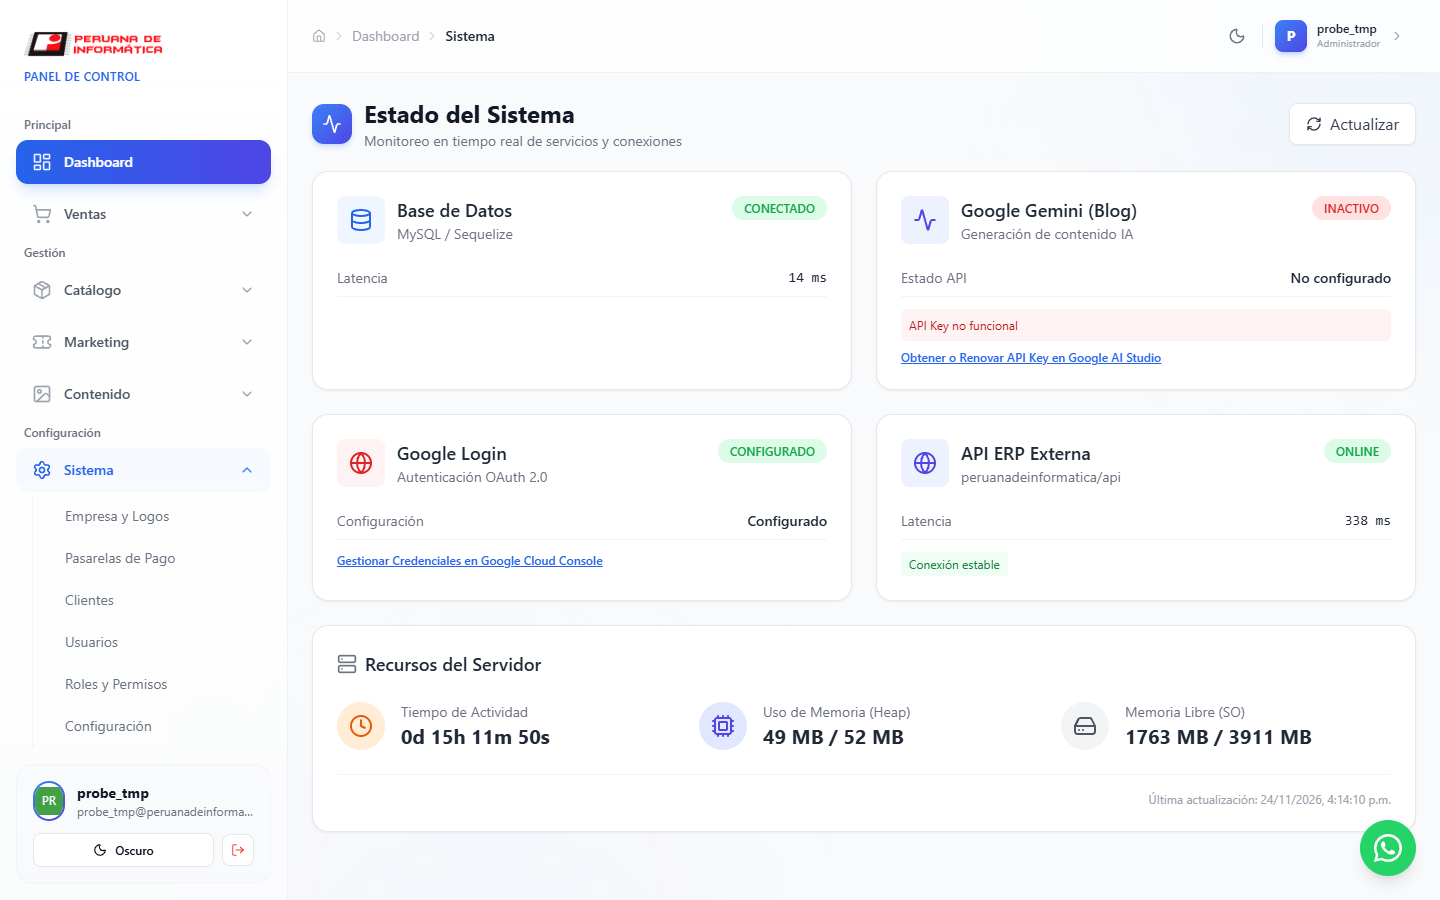 PERUANA DE
INFORMÁTICA
PANEL DE CONTROL
Principal
Dashboard
Ventas
Gestión
Catálogo
Marketing
Contenido
Configuración
Sistema
Empresa y Logos
Pasarelas de Pago
Clientes
Usuarios
Roles y Permisos
Configuración
PR
probe_tmp
probe_tmp@peruanadeinforma...
Oscuro
Dashboard
Sistema
P
probe_tmp
Administrador
Estado del Sistema
Monitoreo en tiempo real de servicios y conexiones
Actualizar
Base de Datos
MySQL / Sequelize
CONECTADO
Latencia
14 ms
Google Gemini (Blog)
Generación de contenido IA
INACTIVO
Estado API
No configurado
API Key no funcional
Obtener o Renovar API Key en Google AI Studio
Google Login
Autenticación OAuth 2.0
CONFIGURADO
Configuración
Configurado
Gestionar Credenciales en Google Cloud Console
API ERP Externa
peruanadeinformatica/api
ONLINE
Latencia
338 ms
Conexión estable
Recursos del Servidor
Tiempo de Actividad
0d 15h 11m 50s
Uso de Memoria (Heap)
49 MB / 52 MB
Memoria Libre (SO)
1763 MB / 3911 MB
Última actualización: 24/11/2026, 4:14:10 p.m.